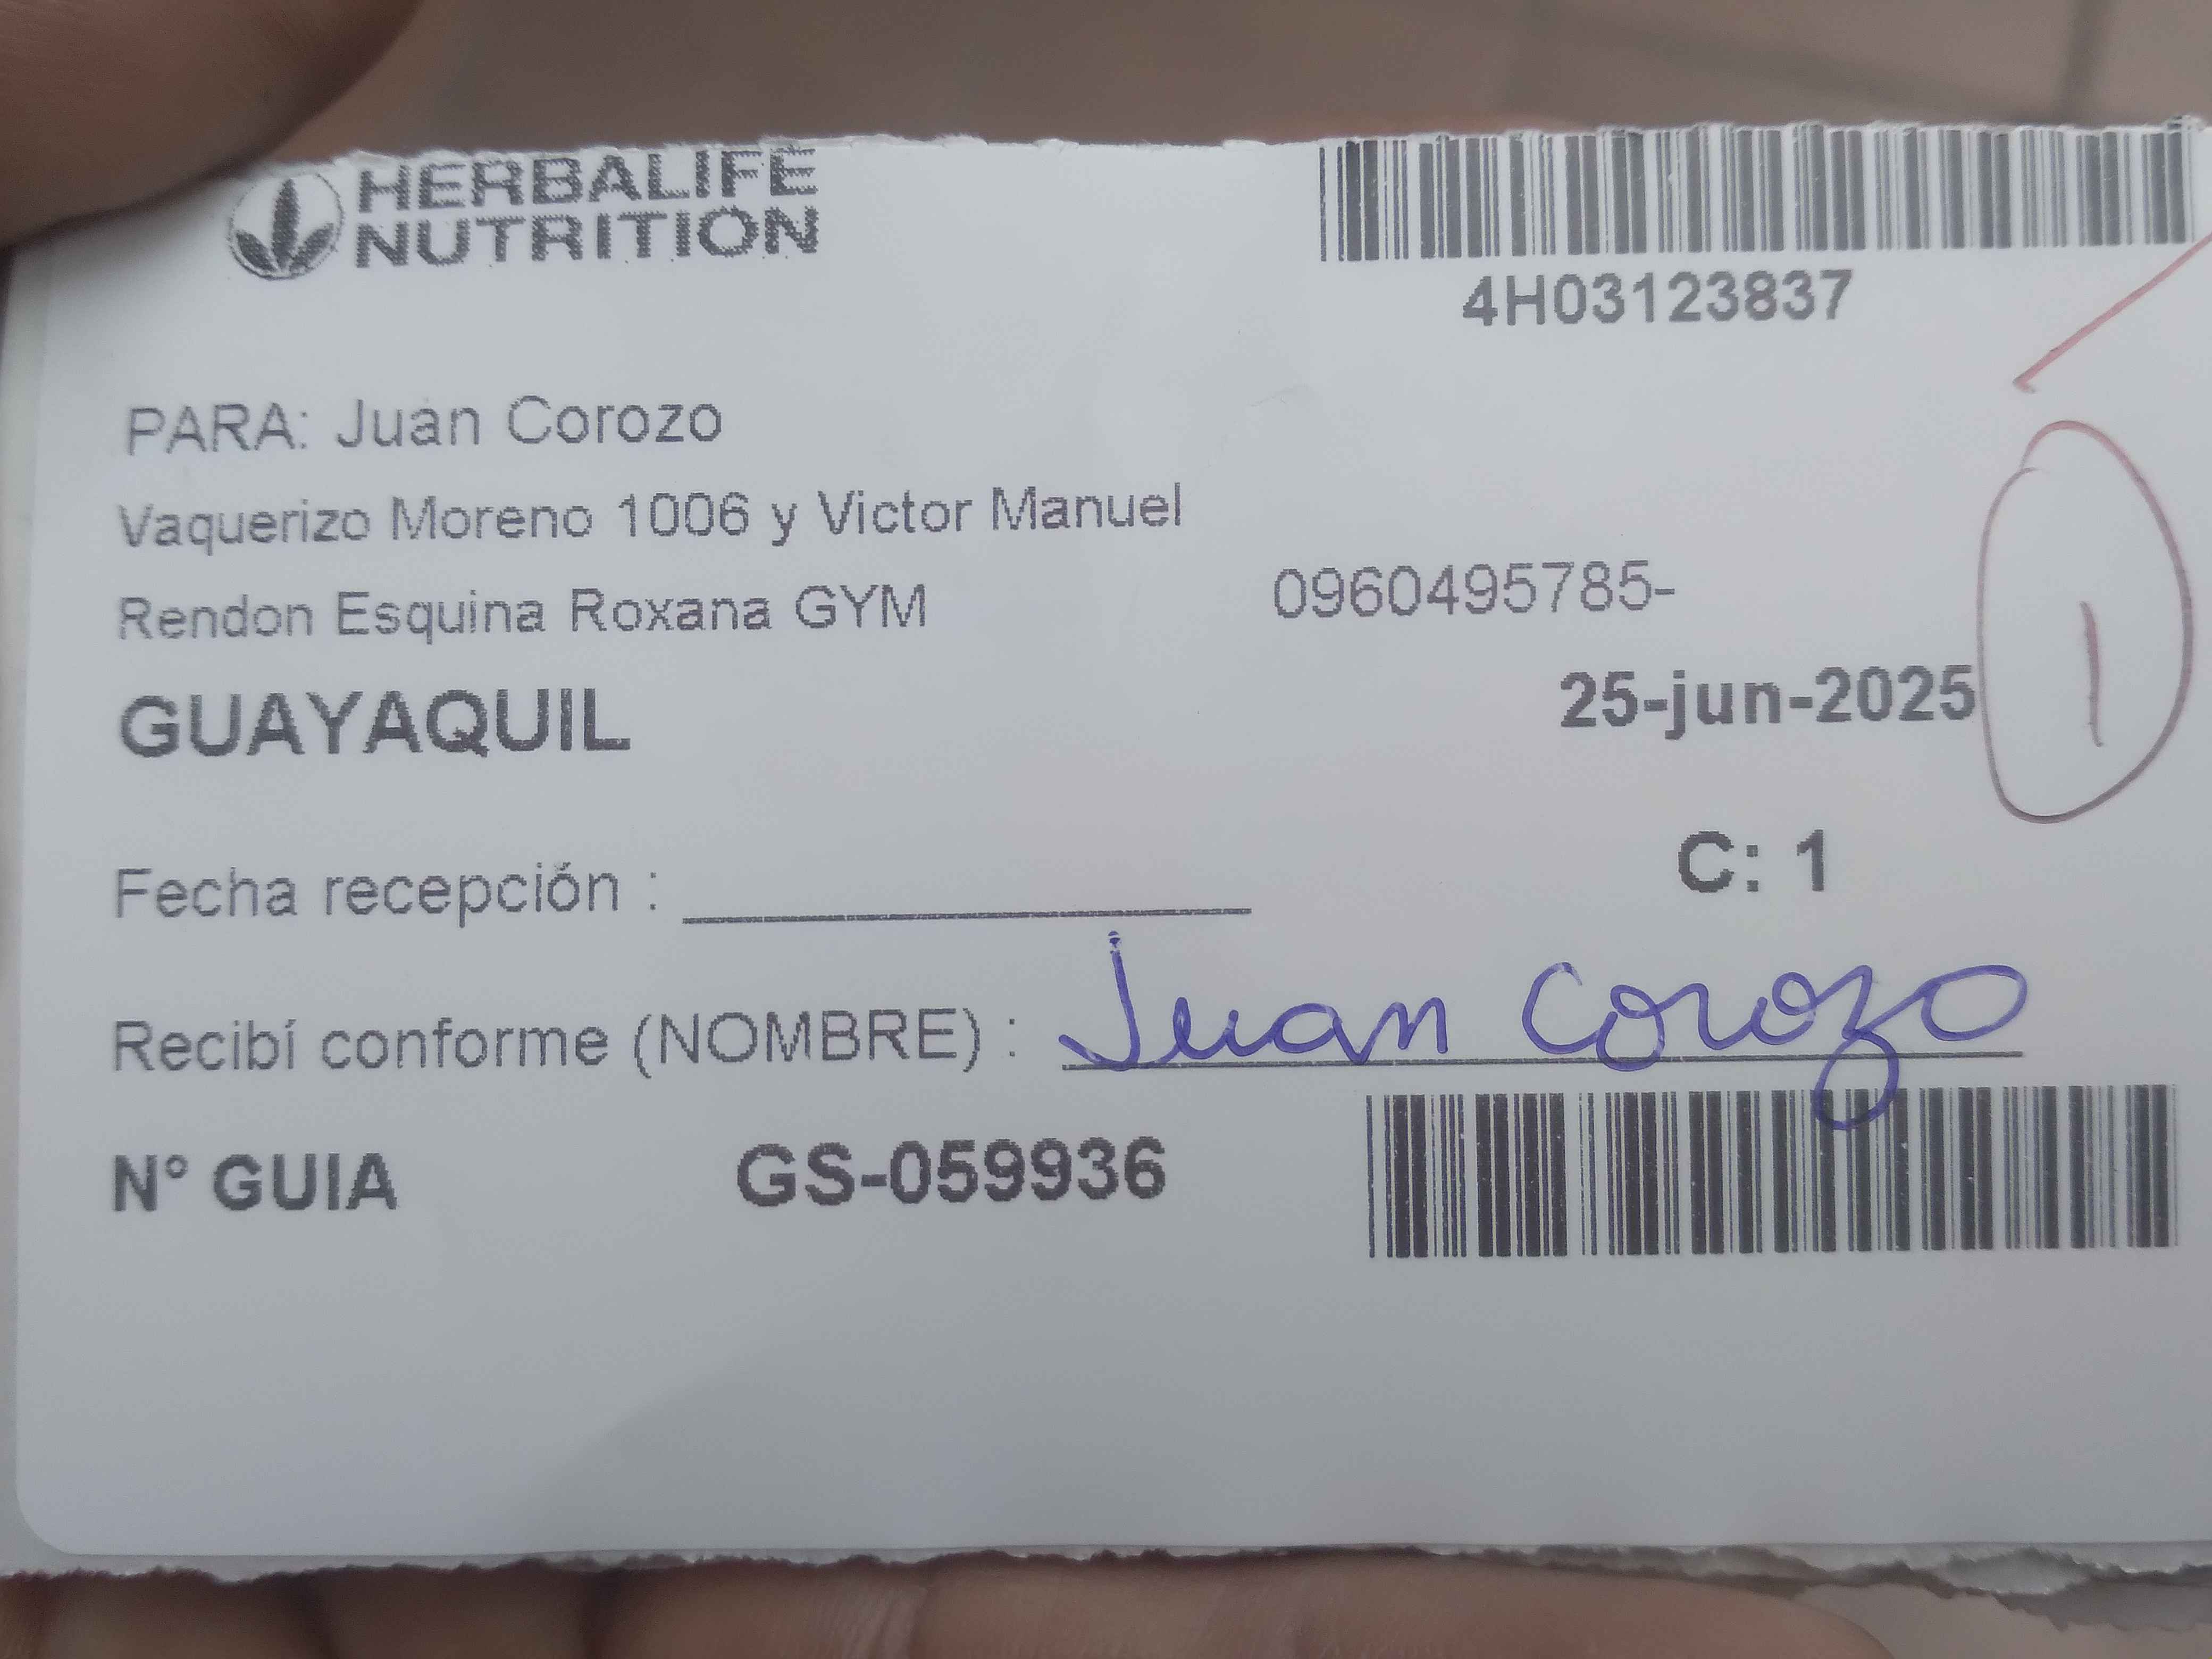 HERBALIFE
NUTRITION
4H03123837
PARA: Juan Corozo
Vaquerizo Moreno 1006 y Victor Manuel
Rendon Esquina Roxana GYM
0960495785-
GUAYAQUIL
25-jun-2025
1
C: 1
Fecha recepción :
Recibí conforme (NOMBRE) : Juan Corozo
N° GUIA GS-059936